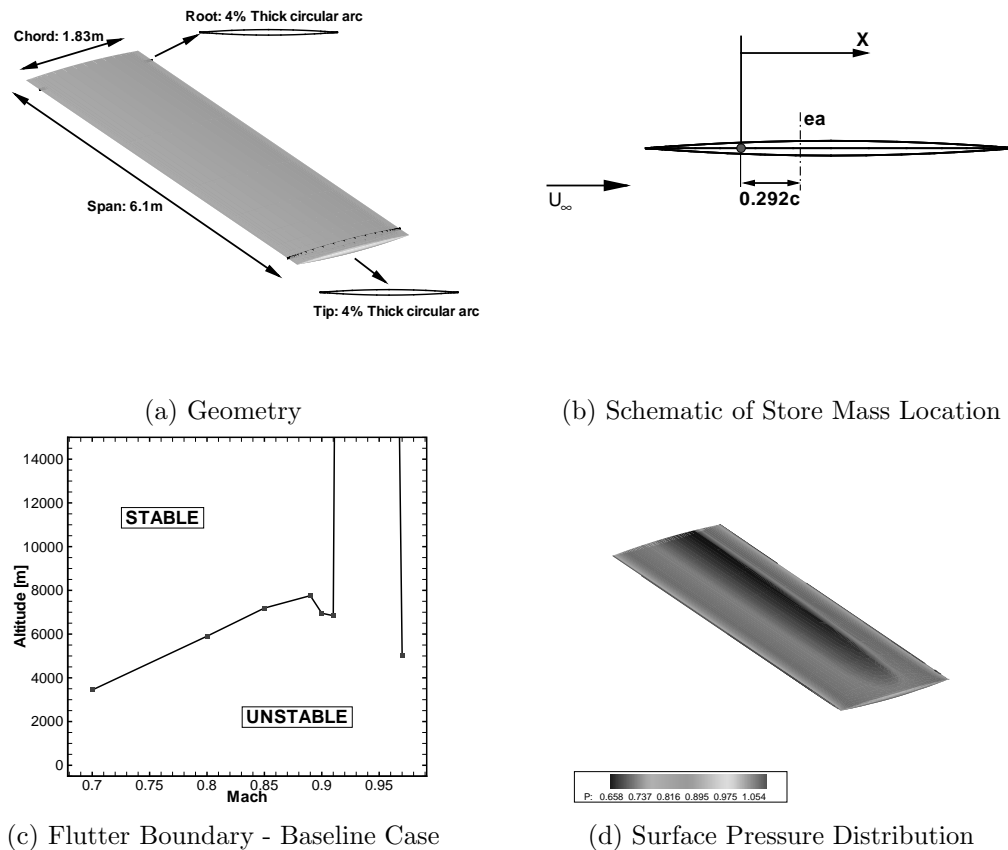 Root: 4% Thick circular arc
Chord: 1.83m
Span: 6.1m
Tip: 4% Thick circular arc
X
ea
0.292c
U∞
(a) Geometry
(b) Schematic of Store Mass Location
14000
12000
10000
8000
6000
4000
2000
0
Altitude [m]
STABLE
UNSTABLE
0.7 0.75 0.8 0.85 0.9 0.95
Mach
P: 0.658 0.737 0.816 0.895 0.975 1.054
(c) Flutter Boundary - Baseline Case
(d) Surface Pressure Distribution